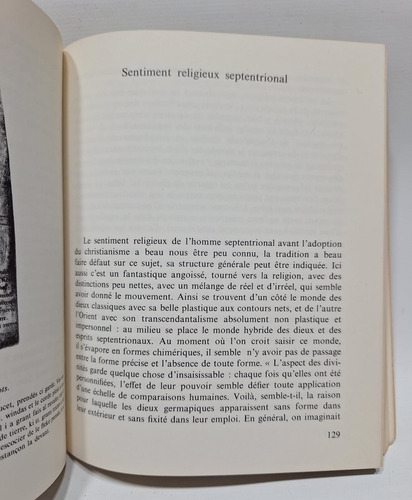 Sentiment religieux septentrional
Le sentiment religieux de l'homme septentrional avant l'adoption
du christianisme a beau nous être peu connu, la tradition a beau
faire défaut sur ce sujet, sa structure générale peut être indiquée. Ici
aussi c'est un fantastique angoissé, tourné vers la religion, avec des
distinctions peu nettes, avec un mélange de réel et d'irréel, qui semble
avoir donné le mouvement. Ainsi se trouvent d'un côté le monde des
dieux classiques avec sa belle plastique aux contours nets, et de l'autre
l'Orient avec son transcendantalisme absolument non plastique et
impersonnel : au milieu se place le monde hybride des dieux et des
esprits septentrionaux. Au moment où l'on croit saisir ce monde,
il s'évapore en formes chimériques, il semble n'y avoir pas de passage
entre la forme précise et l'absence de toute forme. « L'aspect des divi-
nités garde quelque chose d'insaisissable : chaque fois qu'elles ont été
personnifiées, l'effet de leur pouvoir semble défier toute application
d'une échelle de comparaisons humaines. Voilà, semble-t-il, la raison
pour laquelle les dieux germaniques apparaissent sans forme dans
leur extérieur et sans fixité dans leur emploi. En général, on imaginait
129